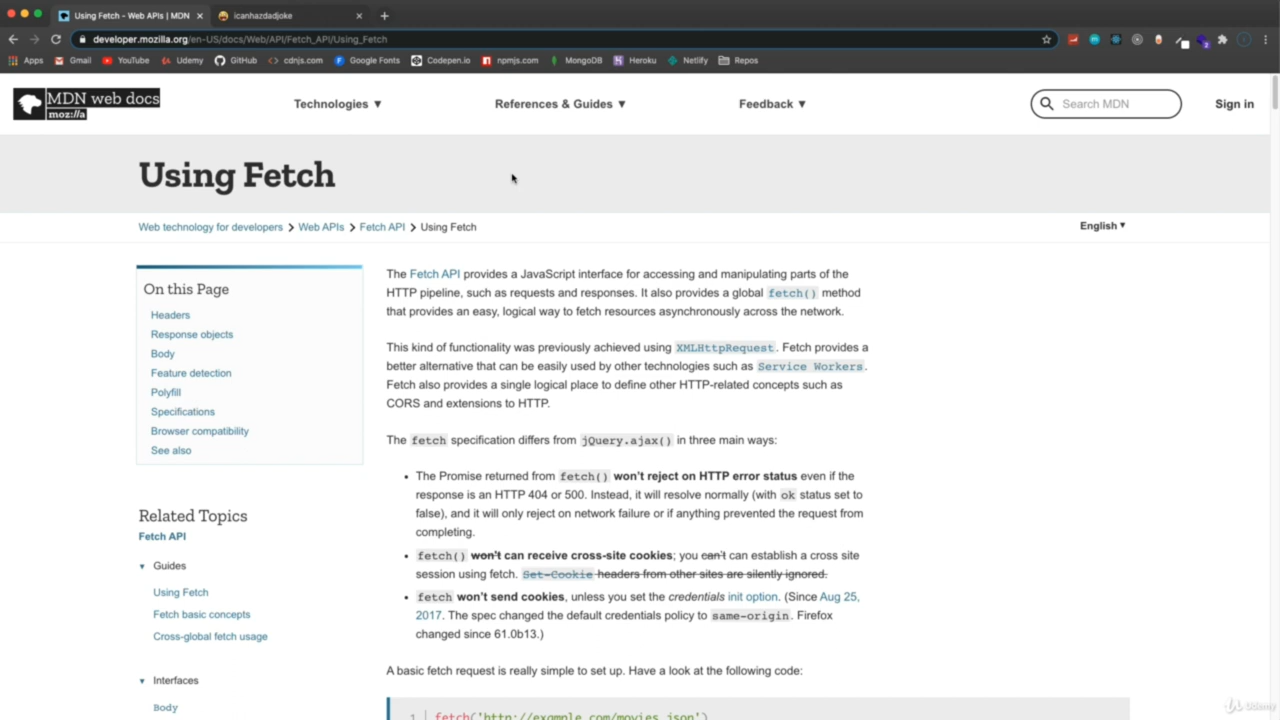 Using Fetch - Web APIs | MDN
icanhazdadjoke
developer.mozilla.org/en-US/docs/Web/API/Fetch_API/Using_Fetch
Apps Gmail YouTube Udemy GitHub cdnjs.com Google Fonts Codepen.io npmjs.com MongoDB Heroku Netlify Repos
MDN web docs
moz://a
Technologies ▼
References & Guides ▼
Feedback ▼
Search MDN
Sign in
Using Fetch
Web technology for developers > Web APIs > Fetch API > Using Fetch
English ▼
On this Page
Headers
Response objects
Body
Feature detection
Polyfill
Specifications
Browser compatibility
See also
Related Topics
Fetch API
Guides
Using Fetch
Fetch basic concepts
Cross-global fetch usage
Interfaces
Body
The Fetch API provides a JavaScript interface for accessing and manipulating parts of the
HTTP pipeline, such as requests and responses. It also provides a global fetch() method
that provides an easy, logical way to fetch resources asynchronously across the network.
This kind of functionality was previously achieved using XMLHttpRequest. Fetch provides a
better alternative that can be easily used by other technologies such as Service Workers.
Fetch also provides a single logical place to define other HTTP-related concepts such as
CORS and extensions to HTTP.
The fetch specification differs from jQuery.ajax() in three main ways:
• The Promise returned from fetch() won't reject on HTTP error status even if the
response is an HTTP 404 or 500. Instead, it will resolve normally (with ok status set to
false), and it will only reject on network failure or if anything prevented the request from
completing.
• fetch() won't can receive cross-site cookies; you can't can establish a cross site
session using fetch. Set-Cookie headers from other sites are silently ignored.
• fetch won't send cookies, unless you set the credentials init option. (Since Aug 25,
2017. The spec changed the default credentials policy to same-origin. Firefox
changed since 61.0b13.)
A basic fetch request is really simple to set up. Have a look at the following code:
1 fetch('http://example.com/movies.json')
Udemy